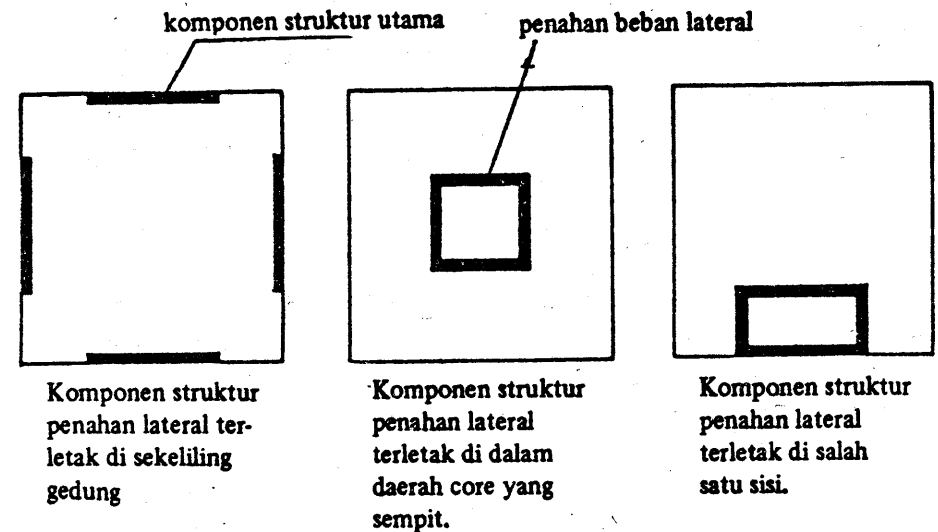 komponen struktur utama
penahan beban lateral
Komponen struktur
penahan lateral ter-
letak di sekeliling
gedung
Komponen struktur
penahan lateral
terletak di dalam
daerah core yang
sempit.
Komponen struktur
penahan lateral
terletak di salah
satu sisi.